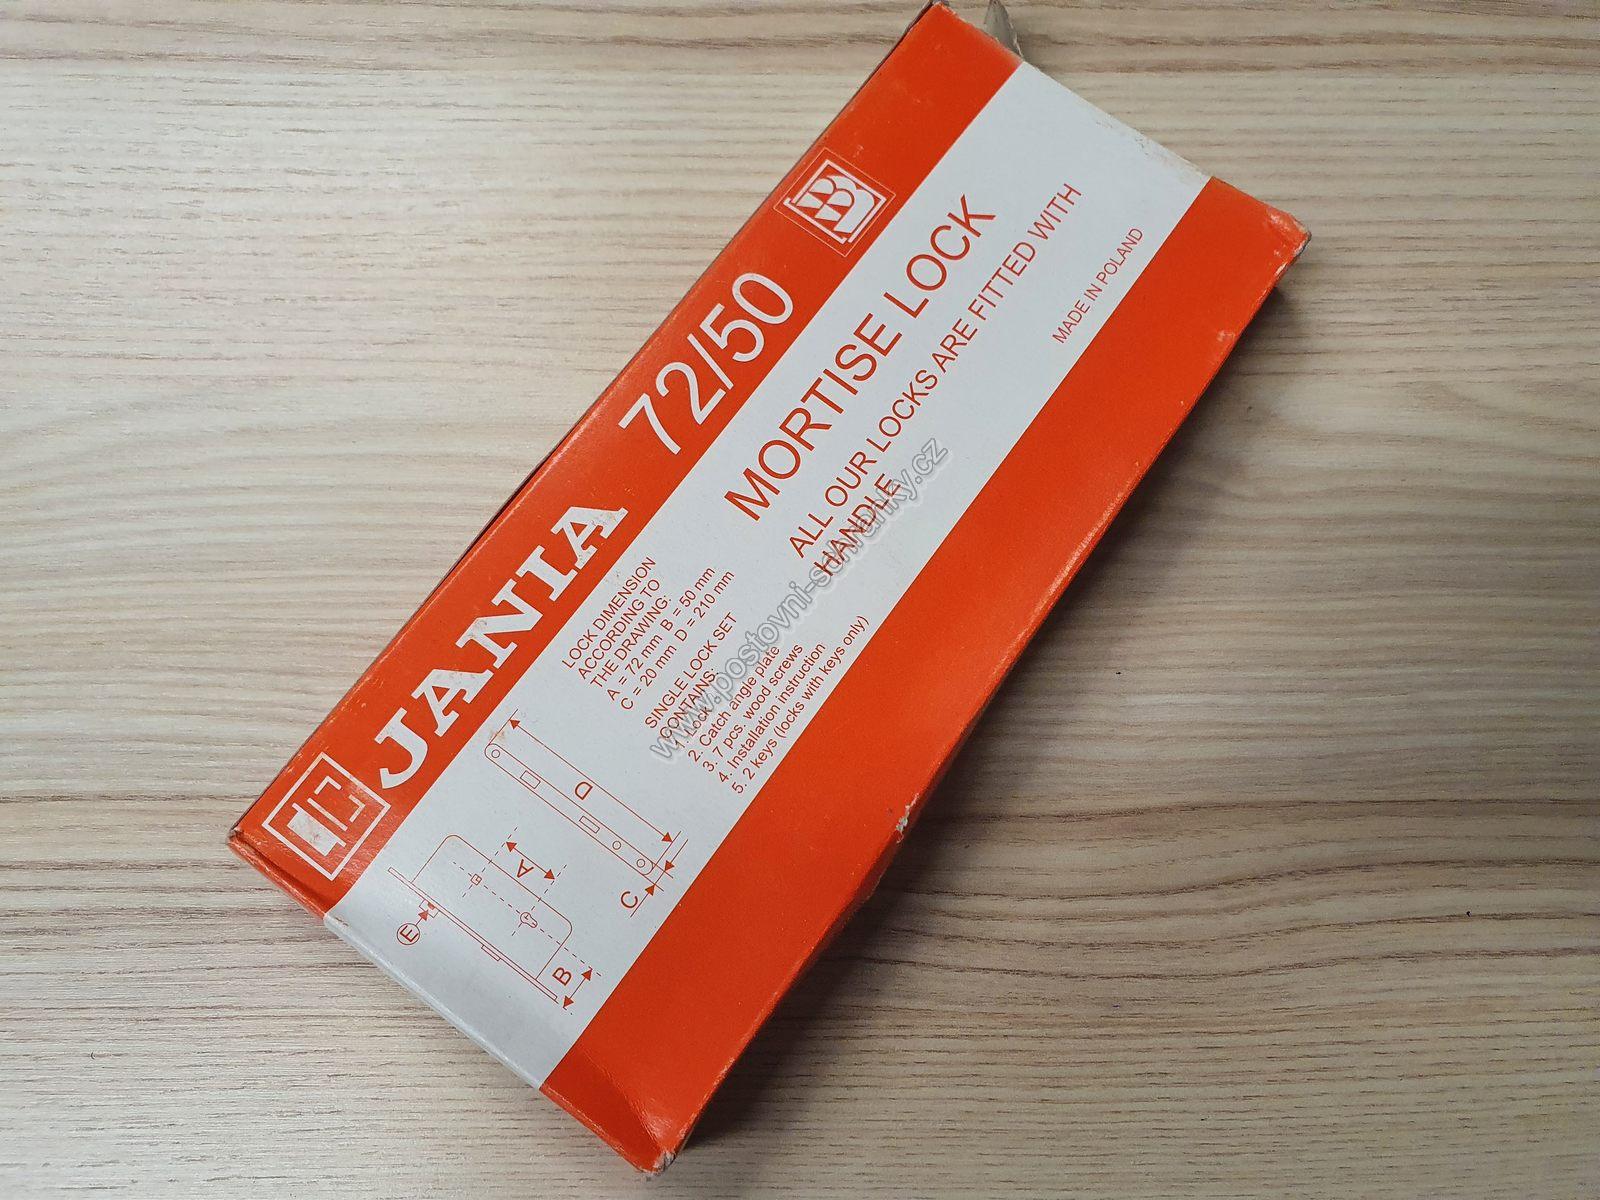 JANIA 72/50
MORTISE LOCK
ALL OUR LOCKS ARE FITTED WITH
HANDLE
MADE IN POLAND
LOCK DIMENSION
ACCORDING TO
THE DRAWING:
A = 72 mm B = 50 mm
C = 20 mm D = 210 mm
SINGLE LOCK SET
CONTAINS:
1. Lock
2. Catch angle plate
3. 7 pcs. wood screws
4. Installation instruction
5. 2 keys (locks with keys only)
D
A
C
E
B
www.postovni-schranky.cz